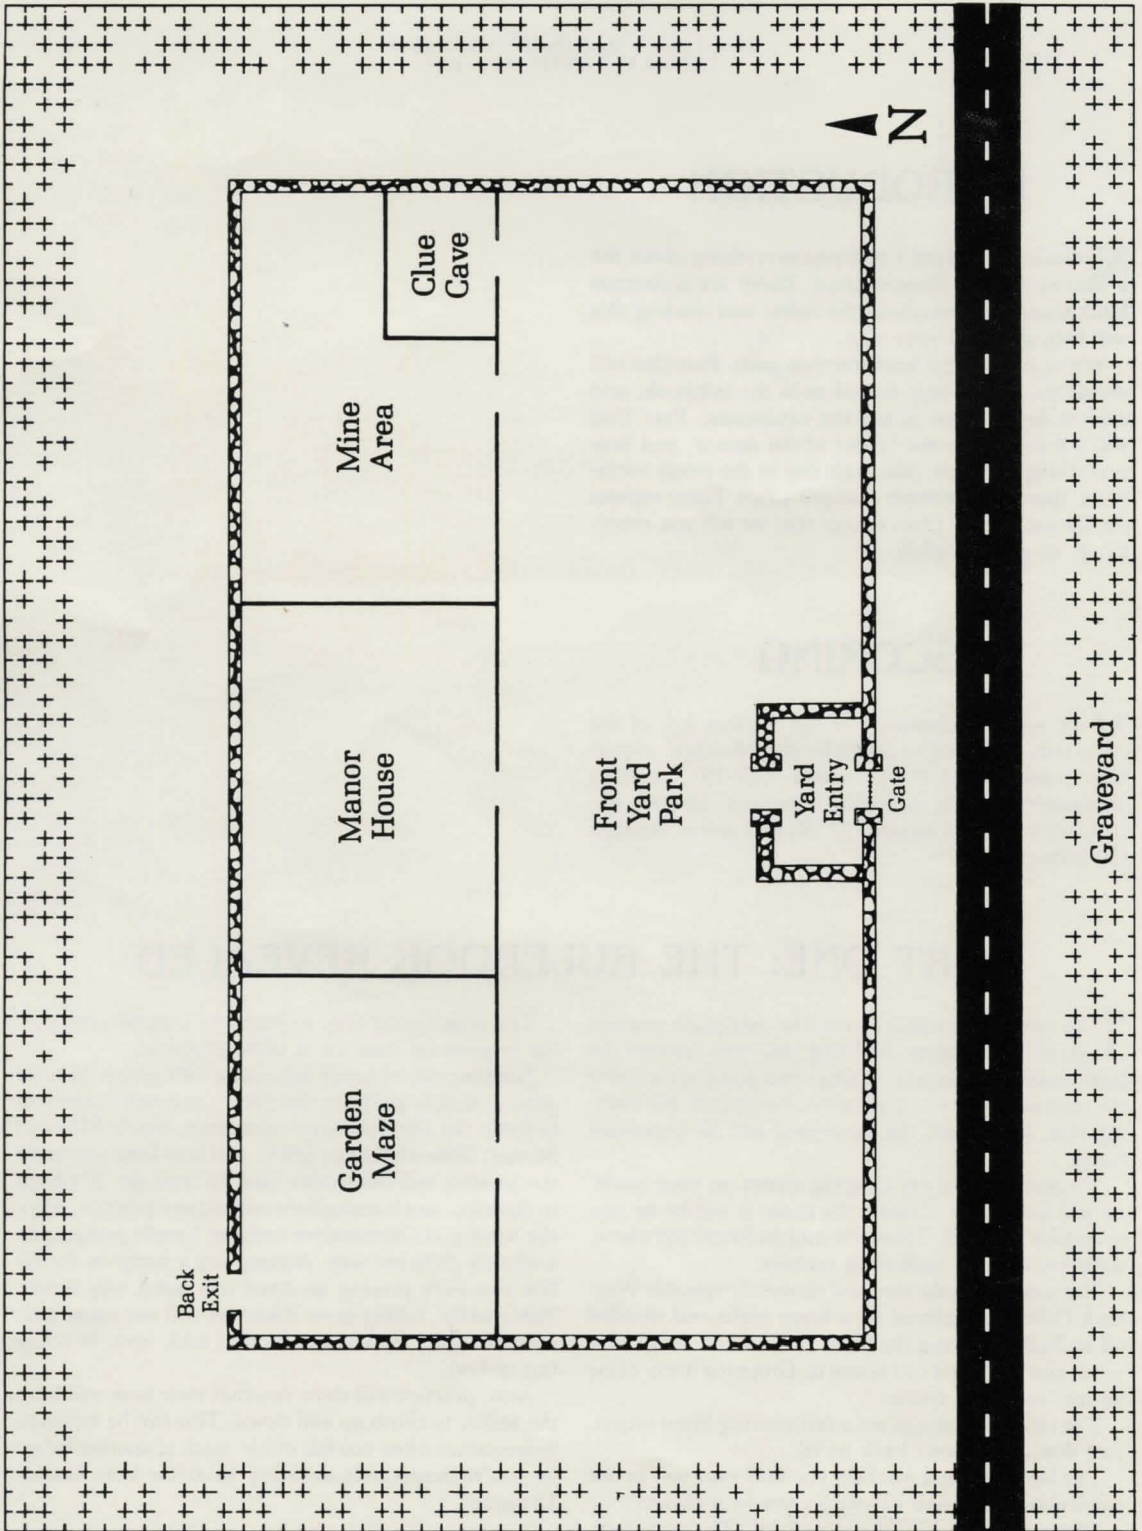 Back
Exit
Garden
Maze
Manor
House
Mine
Area
Clue
Cave
Front
Yard
Park
Yard
Entry
Gate
N
Graveyard